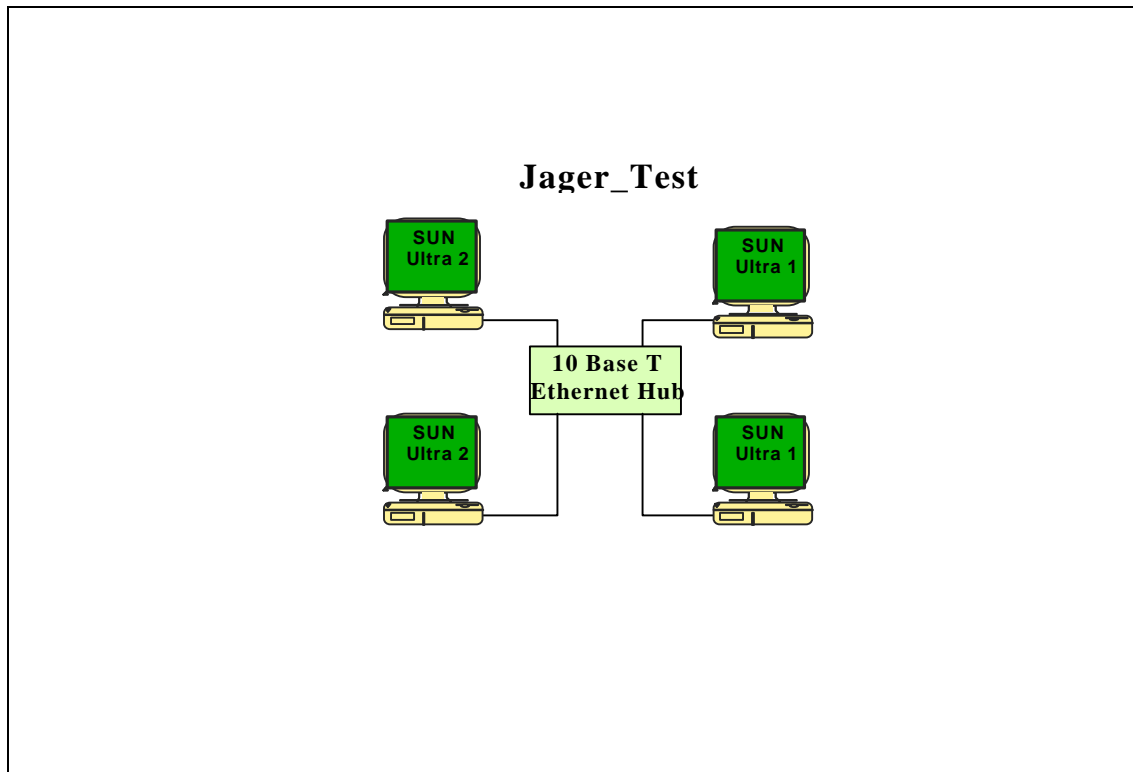 Jager_Test
SUN
Ultra 2
SUN
Ultra 1
10 Base T
Ethernet Hub
SUN
Ultra 2
SUN
Ultra 1